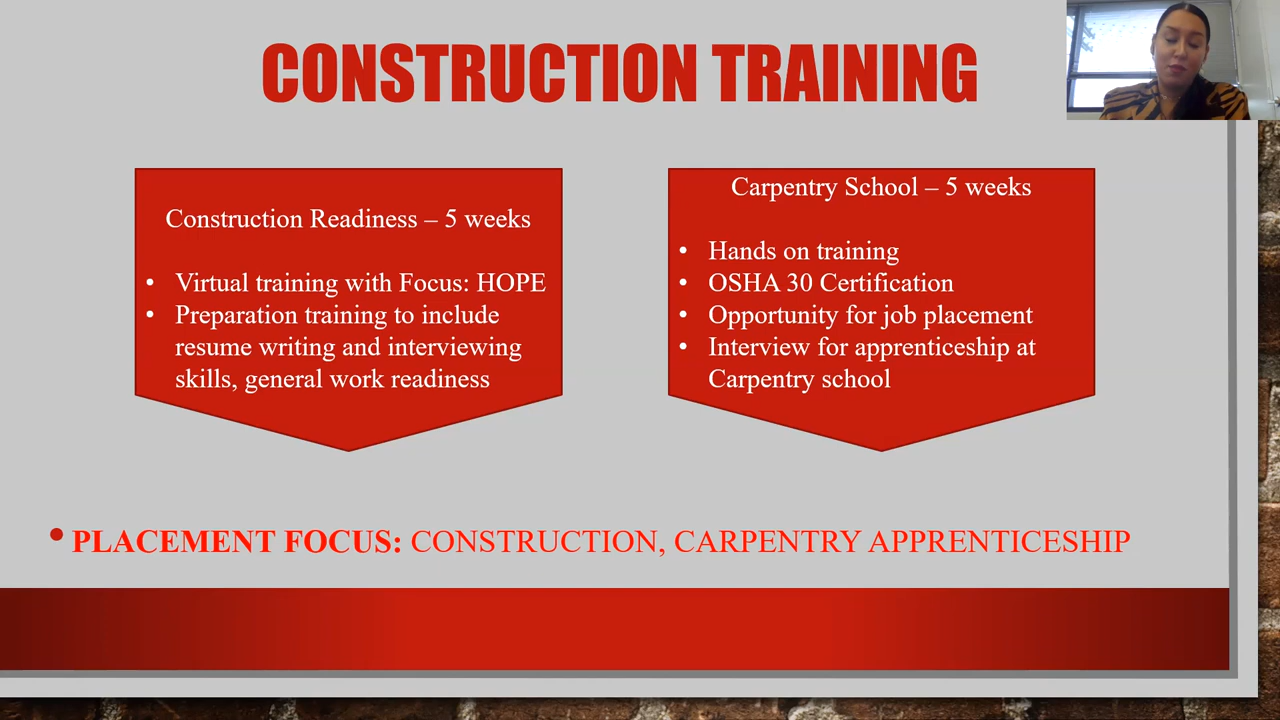 CONSTRUCTION TRAINING
Construction Readiness – 5 weeks
• Virtual training with Focus: HOPE
• Preparation training to include
resume writing and interviewing
skills, general work readiness
Carpentry School – 5 weeks
• Hands on training
• OSHA 30 Certification
• Opportunity for job placement
• Interview for apprenticeship at
Carpentry school
• PLACEMENT FOCUS: CONSTRUCTION, CARPENTRY APPRENTICESHIP